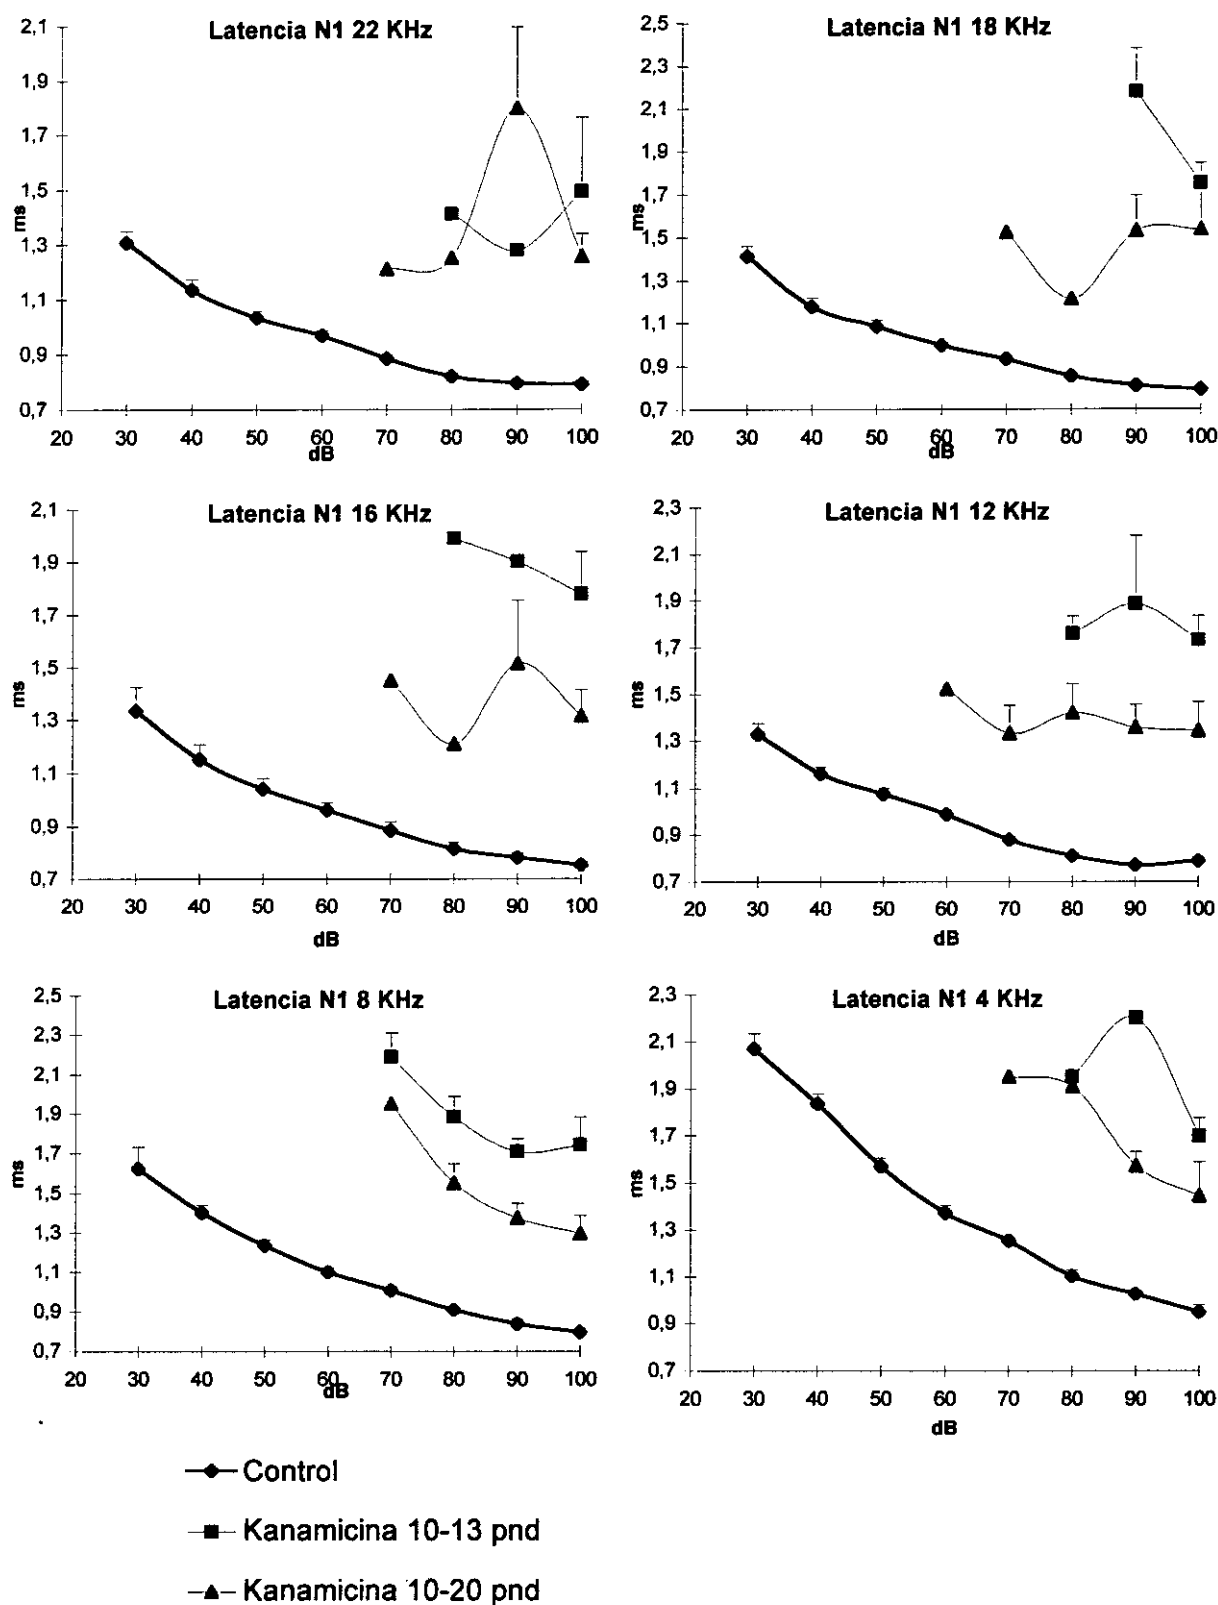 Latencia N1 22 KHz
2,1
1,9
1,7
1,5
1,3
1,1
0,9
0,7
ms
20 30 40 50 60 70 80 90 100
dB
Latencia N1 18 KHz
2,5
2,3
2,1
1,9
1,7
1,5
1,3
1,1
0,9
0,7
ms
20 30 40 50 60 70 80 90 100
dB
Latencia N1 16 KHz
2,1
1,9
1,7
1,5
1,3
1,1
0,9
0,7
ms
20 30 40 50 60 70 80 90 100
dB
Latencia N1 12 KHz
2,3
2,1
1,9
1,7
1,5
1,3
1,1
0,9
0,7
ms
20 30 40 50 60 70 80 90 100
dB
Latencia N1 8 KHz
2,5
2,3
2,1
1,9
1,7
1,5
1,3
1,1
0,9
0,7
ms
20 30 40 50 60 70 80 90 100
dB
Latencia N1 4 KHz
2,3
2,1
1,9
1,7
1,5
1,3
1,1
0,9
0,7
ms
20 30 40 50 60 70 80 90 100
dB
Control
Kanamicina 10-13 pnd
Kanamicina 10-20 pnd